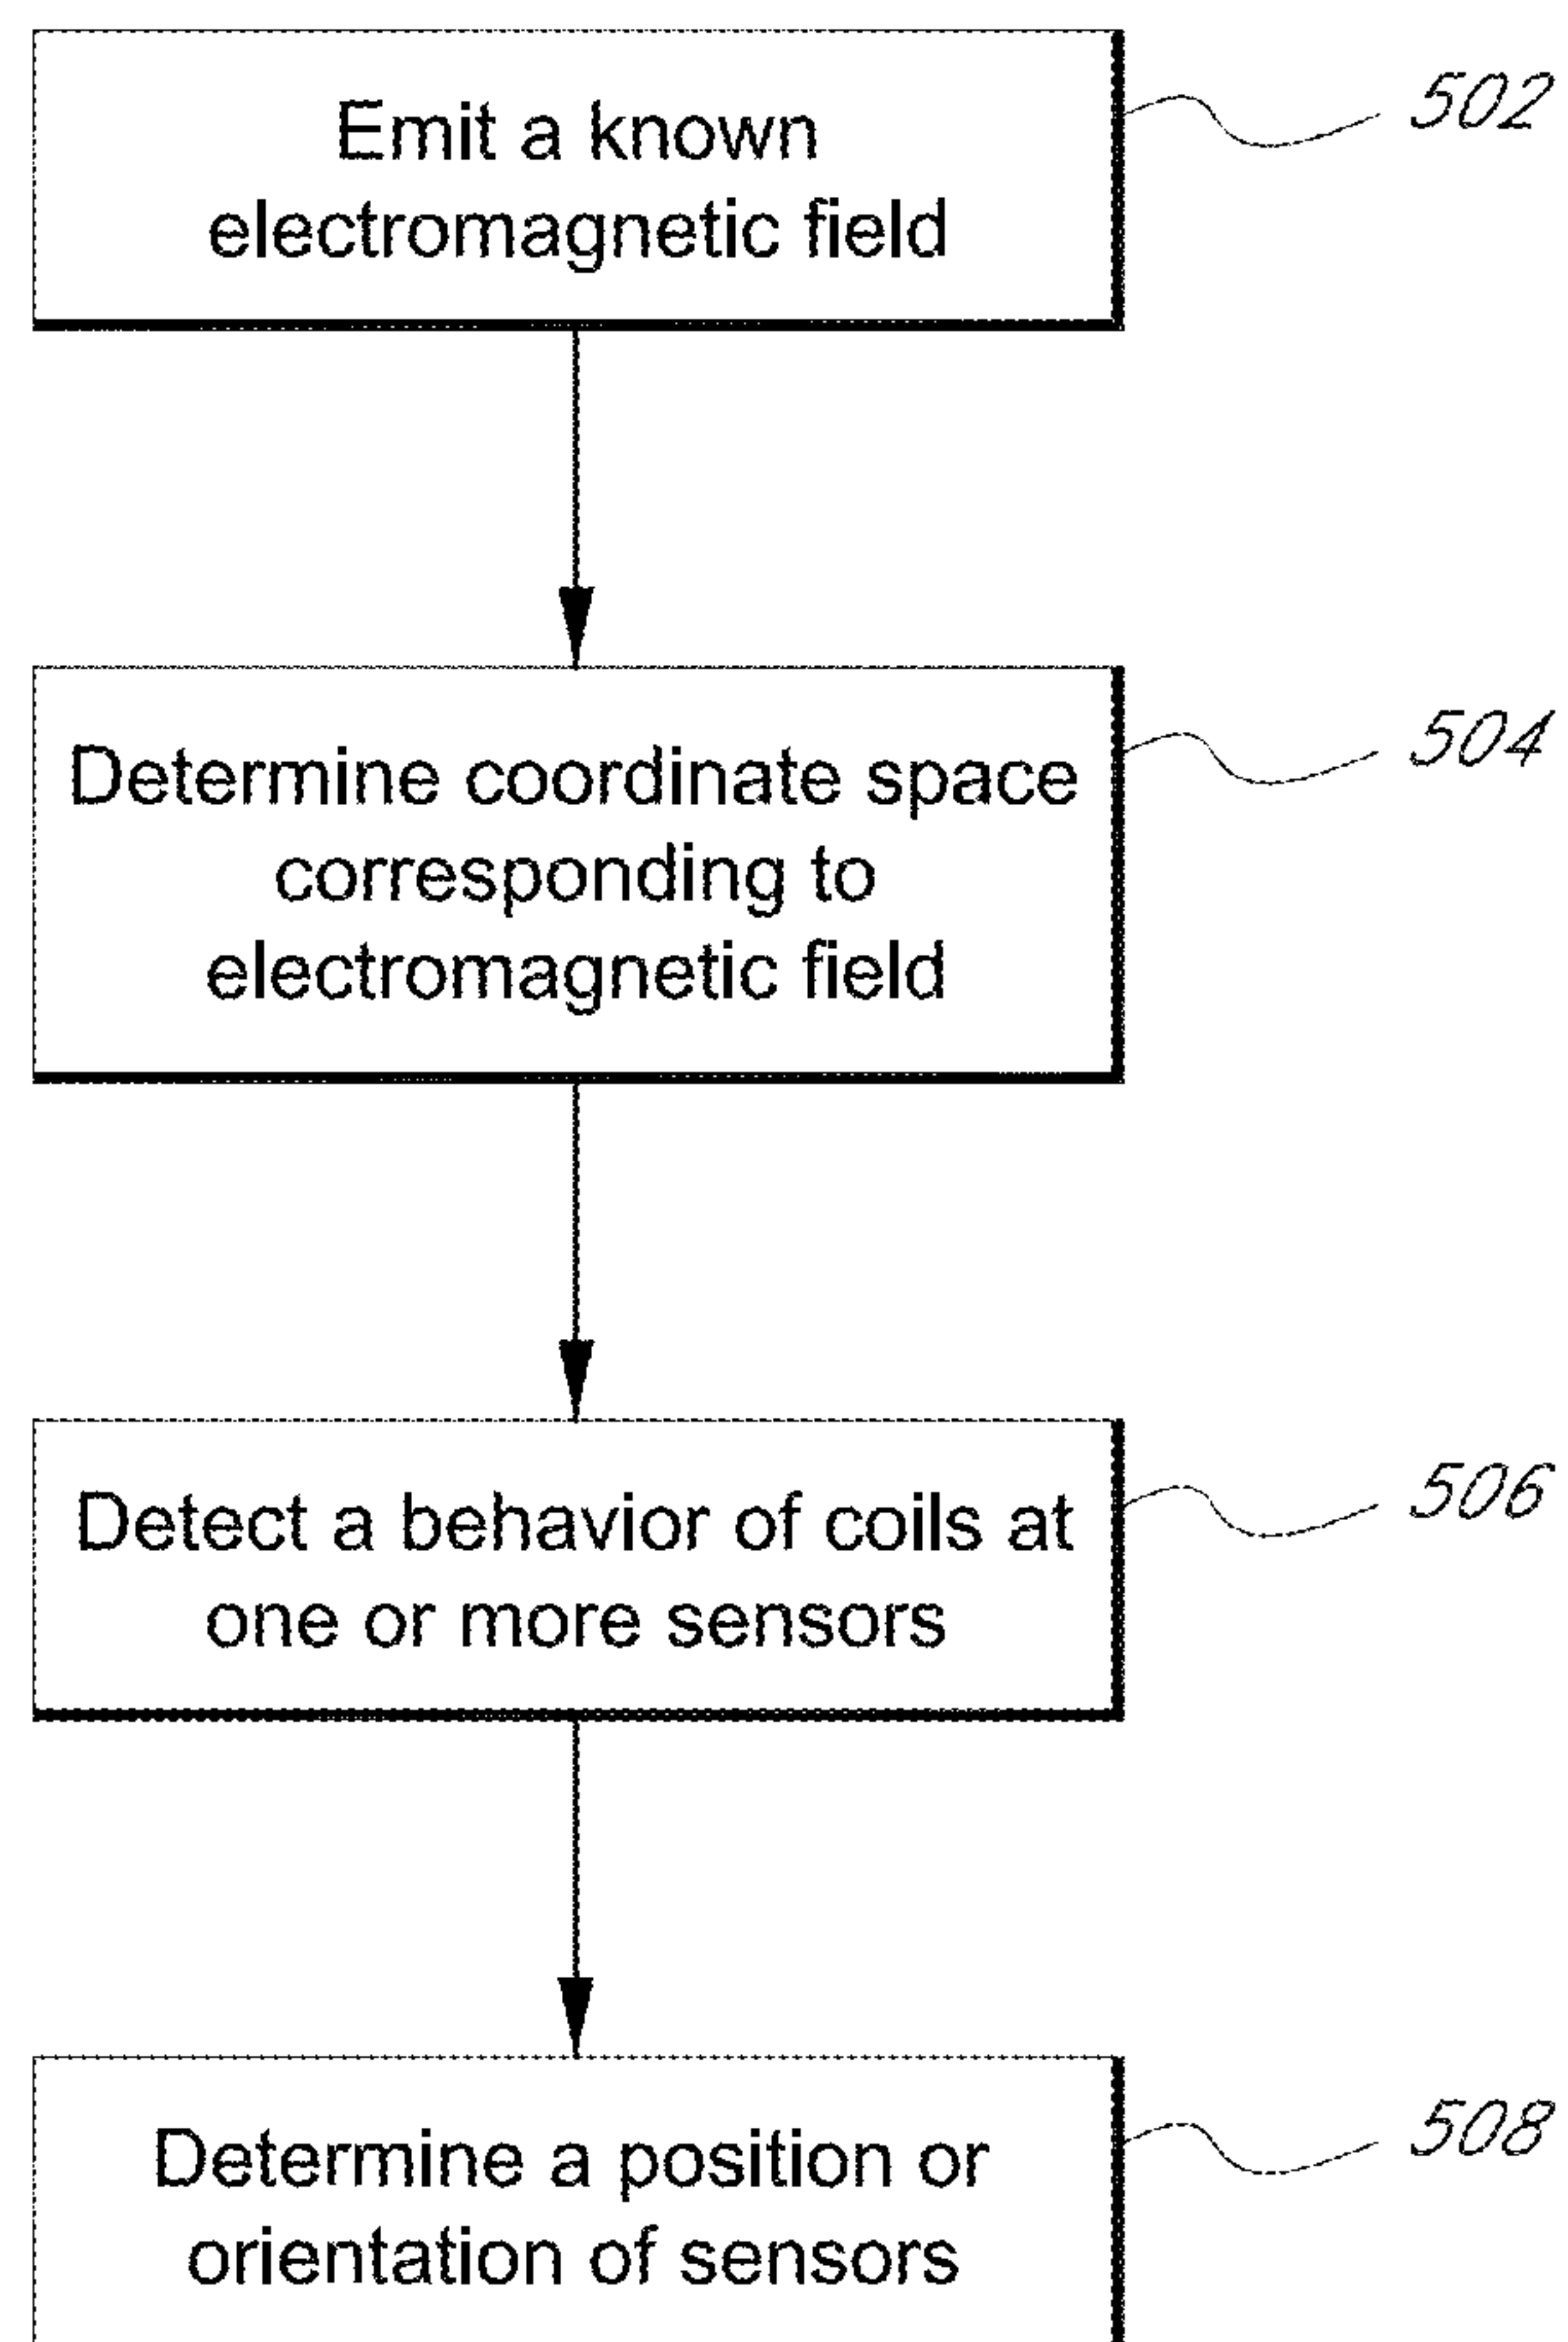 Emit a known
electromagnetic field
502
Determine coordinate space
corresponding to
electromagnetic field
504
Detect a behavior of coils at
one or more sensors
506
Determine a position or
orientation of sensors
508